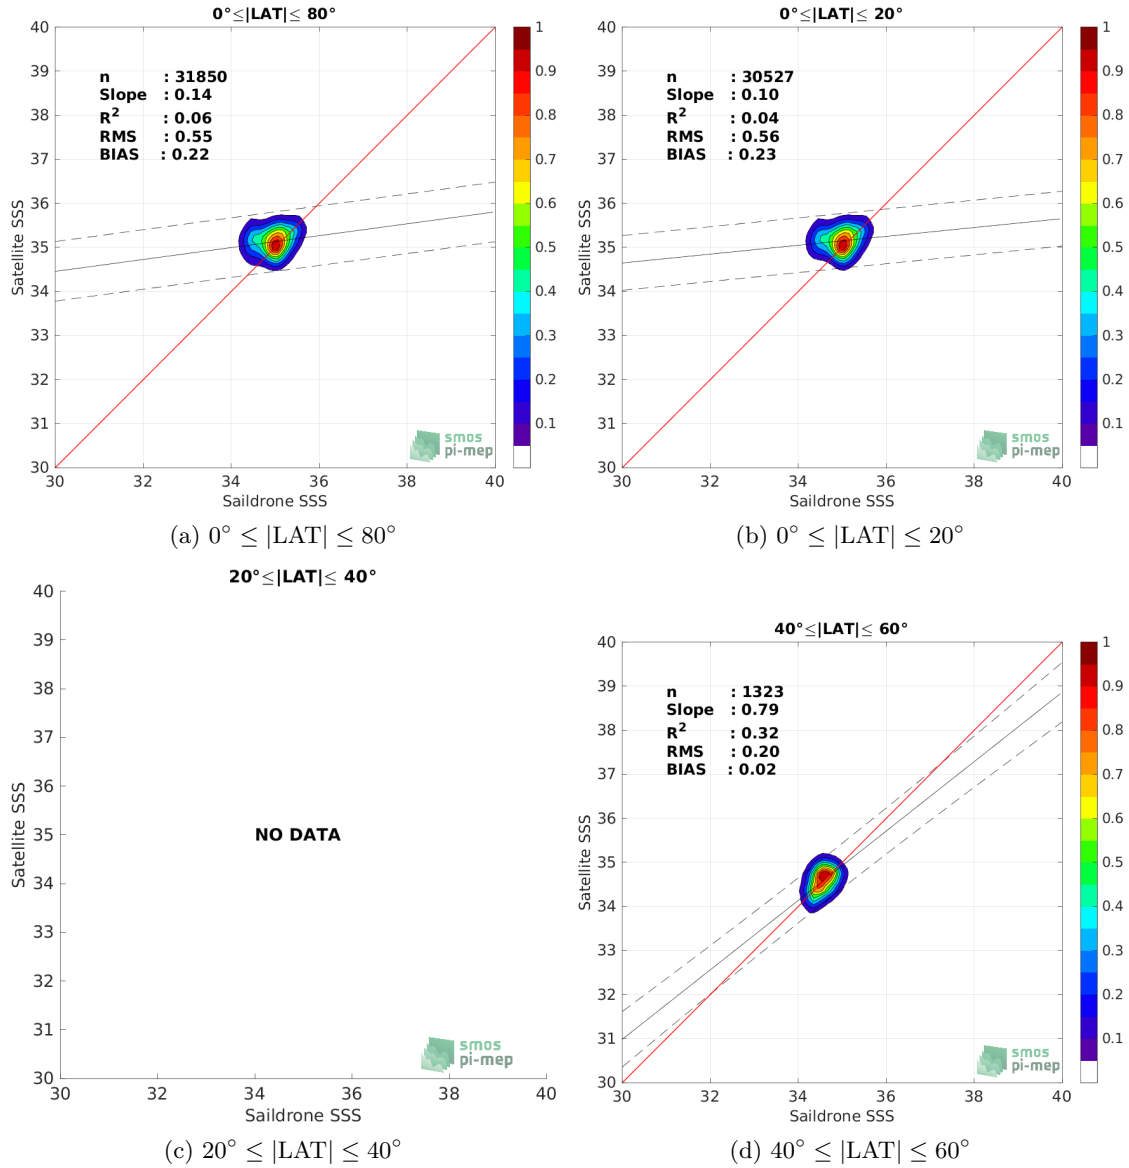 0°≤|LAT|≤ 80°
40
39
38
37
36
35
34
33
32
31
30
Satellite SSS
n : 31850
Slope : 0.14
R² : 0.06
RMS : 0.55
BIAS : 0.22
smos
pi-mep
30 32 34 36 38 40
Saildrone SSS
1
0.9
0.8
0.7
0.6
0.5
0.4
0.3
0.2
0.1
(a) 0° ≤ |LAT| ≤ 80°
0°≤|LAT|≤ 20°
40
39
38
37
36
35
34
33
32
31
30
Satellite SSS
n : 30527
Slope : 0.10
R² : 0.04
RMS : 0.56
BIAS : 0.23
smos
pi-mep
30 32 34 36 38 40
Saildrone SSS
1
0.9
0.8
0.7
0.6
0.5
0.4
0.3
0.2
0.1
(b) 0° ≤ |LAT| ≤ 20°
20°≤|LAT|≤ 40°
40
39
38
37
36
35
34
33
32
31
30
Satellite SSS
NO DATA
smos
pi-mep
30 32 34 36 38 40
Saildrone SSS
(c) 20° ≤ |LAT| ≤ 40°
40°≤|LAT|≤ 60°
40
39
38
37
36
35
34
33
32
31
30
Satellite SSS
n : 1323
Slope : 0.79
R² : 0.32
RMS : 0.20
BIAS : 0.02
smos
pi-mep
30 32 34 36 38 40
Saildrone SSS
1
0.9
0.8
0.7
0.6
0.5
0.4
0.3
0.2
0.1
(d) 40° ≤ |LAT| ≤ 60°